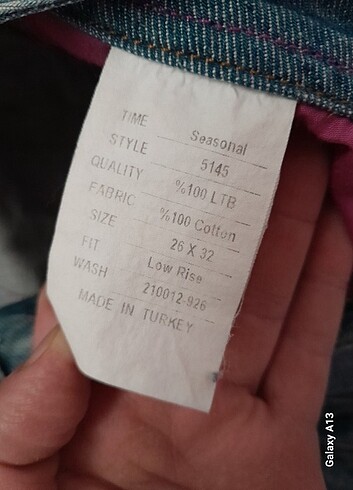 TIME Seasonal
STYLE 5145
QUALITY %100 LTB
FABRIC %100 Cotton
SIZE 26 X 32
FIT Low Rise
WASH 210012-926
MADE IN TURKEY
Galaxy A13